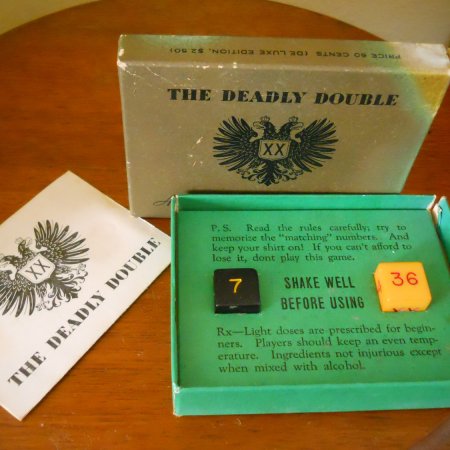 PRICE 50 CENTS (DE LUXE EDITION, $2.50)
THE DEADLY DOUBLE
XX
XX
THE DEADLY DOUBLE
P. S. Read the rules carefully; try to
memorize the "matching" numbers. And
keep your shirt on! If you can't afford to
lose it, dont play this game.
7
SHAKE WELL
BEFORE USING
36
Rx—Light doses are prescribed for begin-
ners. Players should keep an even temp-
erature. Ingredients not injurious except
when mixed with alcohol.